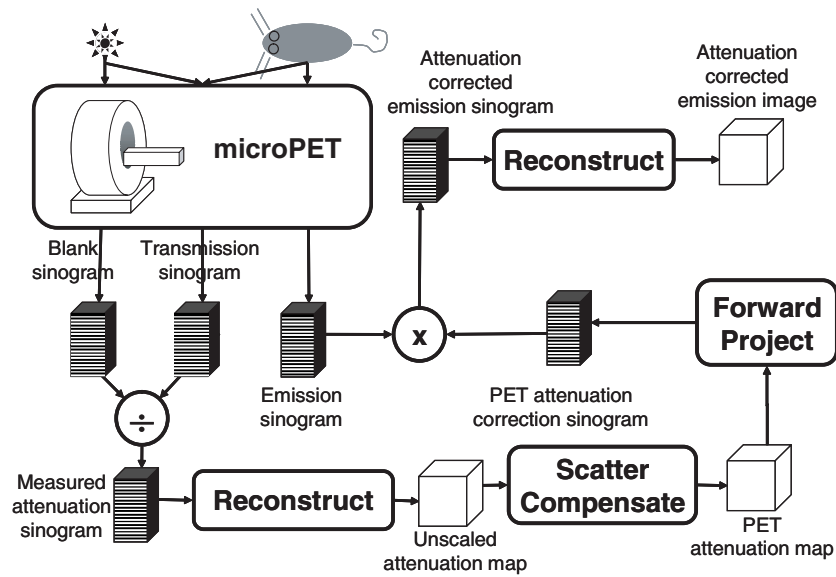 Attenuation
corrected
emission sinogram
Attenuation
corrected
emission image
microPET
Reconstruct
Blank
sinogram
Transmission
sinogram
x
Forward
Project
Emission
sinogram
PET attenuation
correction sinogram
÷
Measured
attenuation
sinogram
Reconstruct
Unscaled
attenuation map
Scatter
Compensate
PET
attenuation map